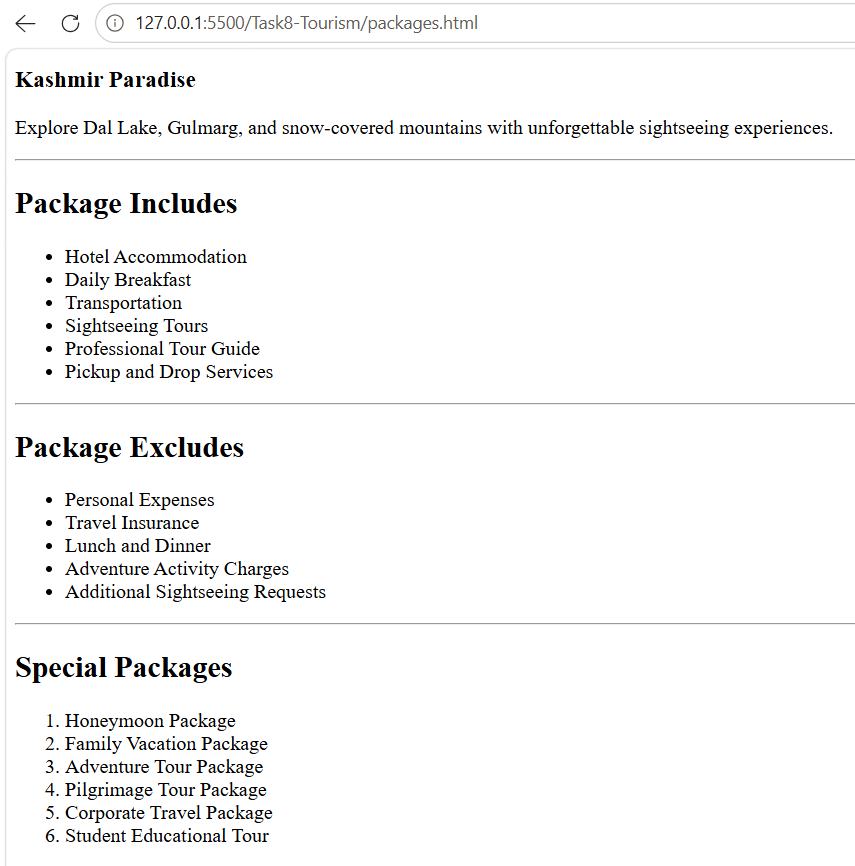 127.0.0.1:5500/Task8-Tourism/packages.html
Kashmir Paradise
Explore Dal Lake, Gulmarg, and snow-covered mountains with unforgettable sightseeing experiences.
Package Includes
• Hotel Accommodation
• Daily Breakfast
• Transportation
• Sightseeing Tours
• Professional Tour Guide
• Pickup and Drop Services
Package Excludes
• Personal Expenses
• Travel Insurance
• Lunch and Dinner
• Adventure Activity Charges
• Additional Sightseeing Requests
Special Packages
1. Honeymoon Package
2. Family Vacation Package
3. Adventure Tour Package
4. Pilgrimage Tour Package
5. Corporate Travel Package
6. Student Educational Tour